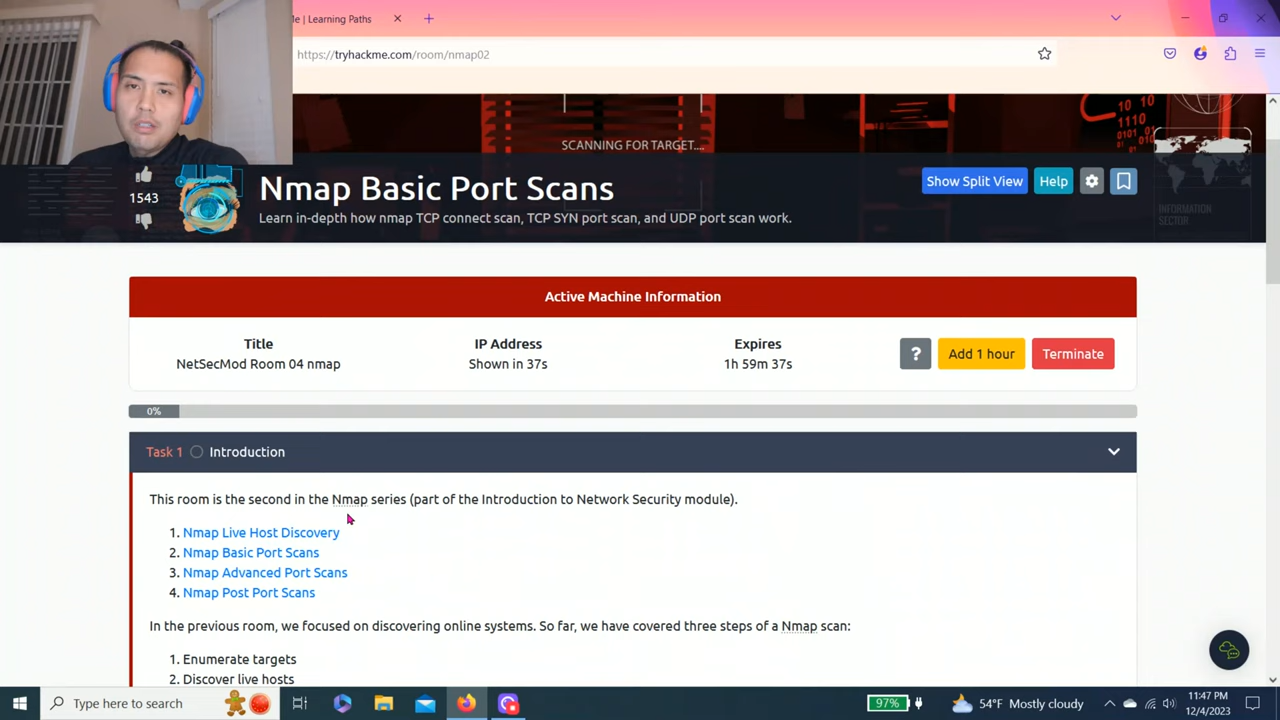 Me | Learning Paths
https://tryhackme.com/room/nmap02
SCANNING FOR TARGET....
10 10
1110
INFORMATION
SECTOR
1543
Nmap Basic Port Scans
Learn in-depth how nmap TCP connect scan, TCP SYN port scan, and UDP port scan work.
Show Split View
Help
Active Machine Information
Title
IP Address
Expires
NetSecMod Room 04 nmap
Shown in 37s
1h 59m 37s
?
Add 1 hour
Terminate
0%
Task 1
Introduction
This room is the second in the Nmap series (part of the Introduction to Network Security module).
1. Nmap Live Host Discovery
2. Nmap Basic Port Scans
3. Nmap Advanced Port Scans
4. Nmap Post Port Scans
In the previous room, we focused on discovering online systems. So far, we have covered three steps of a Nmap scan:
1. Enumerate targets
2. Discover live hosts
Type here to search
97%
54°F Mostly cloudy
11:47 PM
12/4/2023